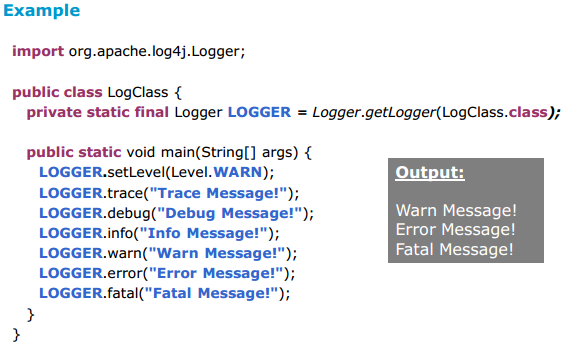 Example
import org.apache.log4j.Logger;
public class LogClass {
private static final Logger LOGGER = Logger.getLogger(LogClass.class);
public static void main(String[] args) {
LOGGER.setLevel(Level.WARN);
LOGGER.trace("Trace Message!");
LOGGER.debug("Debug Message!");
LOGGER.info("Info Message!");
LOGGER.warn("Warn Message!");
LOGGER.error("Error Message!");
LOGGER.fatal("Fatal Message!");
}
}
Output:
Warn Message!
Error Message!
Fatal Message!